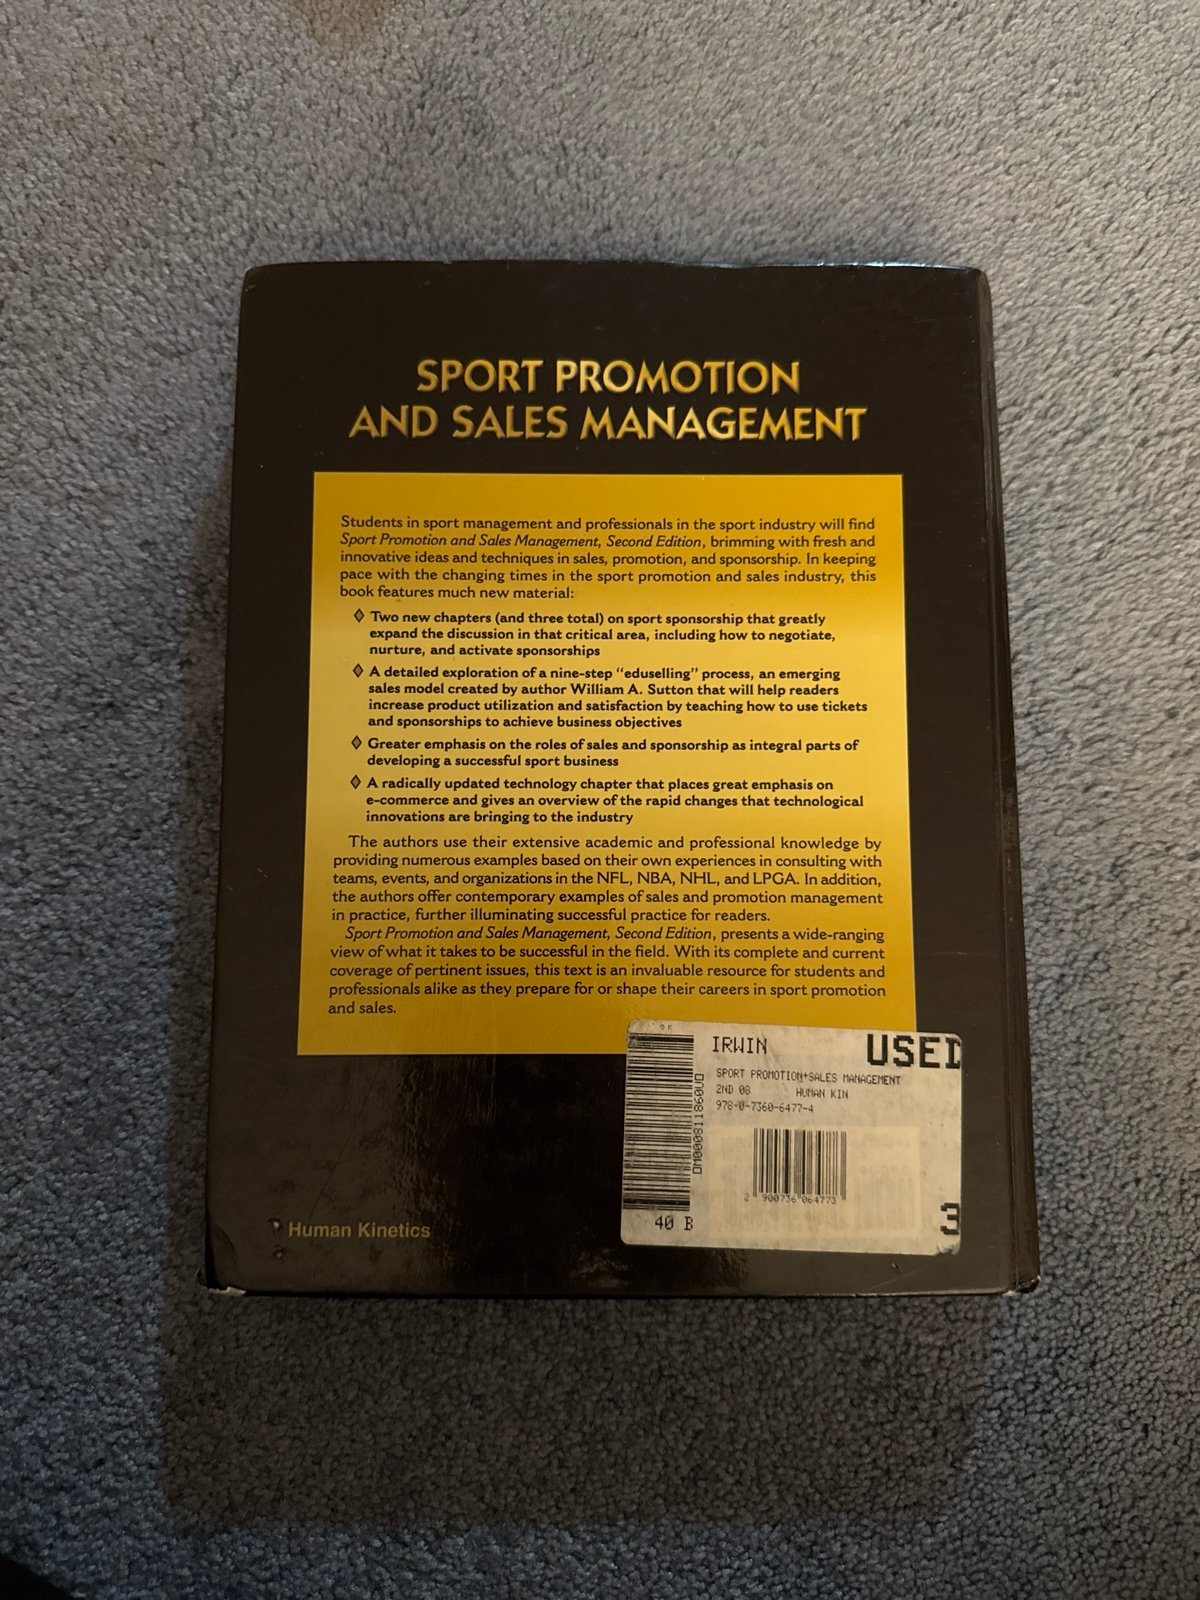 SPORT PROMOTION
AND SALES MANAGEMENT
Students in sport management and professionals in the sport industry will find
Sport Promotion and Sales Management, Second Edition, brimming with fresh and
innovative ideas and techniques in sales, promotion, and sponsorship. In keeping
pace with the changing times in the sport promotion and sales industry, this
book features much new material:
Two new chapters (and three total) on sport sponsorship that greatly
expand the discussion in that critical area, including how to negotiate,
nurture, and activate sponsorships
A detailed exploration of a nine-step “eduselling” process, an emerging
sales model created by author William A. Sutton that will help readers
increase product utilization and satisfaction by teaching how to use tickets
and sponsorships to achieve business objectives
Greater emphasis on the roles of sales and sponsorship as integral parts of
developing a successful sport business
A radically updated technology chapter that places great emphasis on
e-commerce and gives an overview of the rapid changes that technological
innovations are bringing to the industry
The authors use their extensive academic and professional knowledge by
providing numerous examples based on their own experiences in consulting with
teams, events, and organizations in the NFL, NBA, NHL, and LPGA. In addition,
the authors offer contemporary examples of sales and promotion management
in practice, further illuminating successful practice for readers.
Sport Promotion and Sales Management, Second Edition, presents a wide-ranging
view of what it takes to be successful in the field. With its complete and current
coverage of pertinent issues, this text is an invaluable resource for students and
professionals alike as they prepare for or shape their careers in sport promotion
and sales.
IRWIN USED
SPORT PROMOTION+SALES MANAGEMENT
2ND 08 HUMAN KIN
978-0-7360-6477-4
2 900736 064773
40 B 3
Human Kinetics